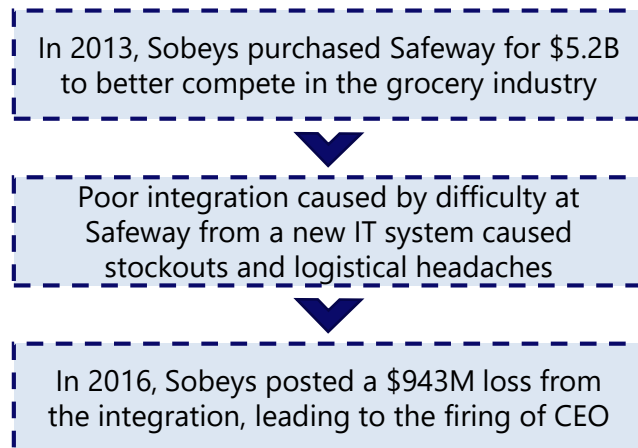 In 2013, Sobeys purchased Safeway for $5.2B
to better compete in the grocery industry
Poor integration caused by difficulty at
Safeway from a new IT system caused
stockouts and logistical headaches
In 2016, Sobeys posted a $943M loss from
the integration, leading to the firing of CEO